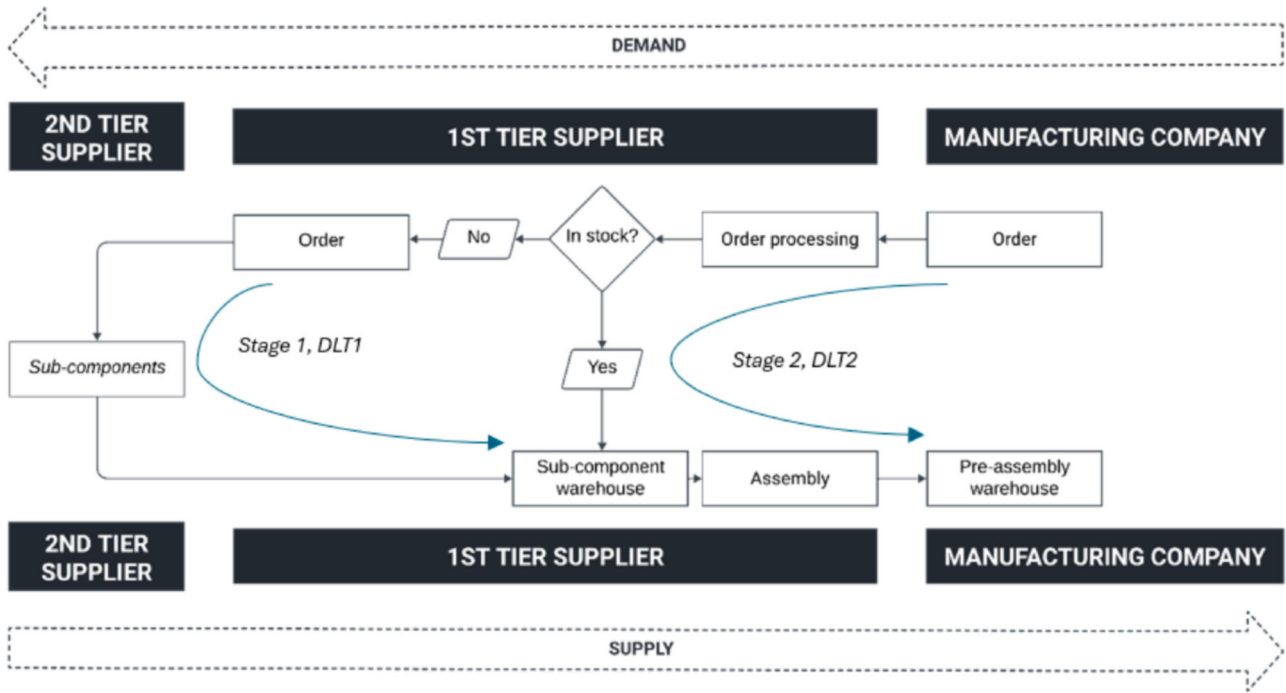 DEMAND
2ND TIER
SUPPLIER
1ST TIER SUPPLIER
MANUFACTURING COMPANY
Order
No
In stock?
Order processing
Order
Stage 1, DLT1
Sub-components
Yes
Stage 2, DLT2
Sub-component
warehouse
Assembly
Pre-assembly
warehouse
2ND TIER
SUPPLIER
1ST TIER SUPPLIER
MANUFACTURING COMPANY
SUPPLY